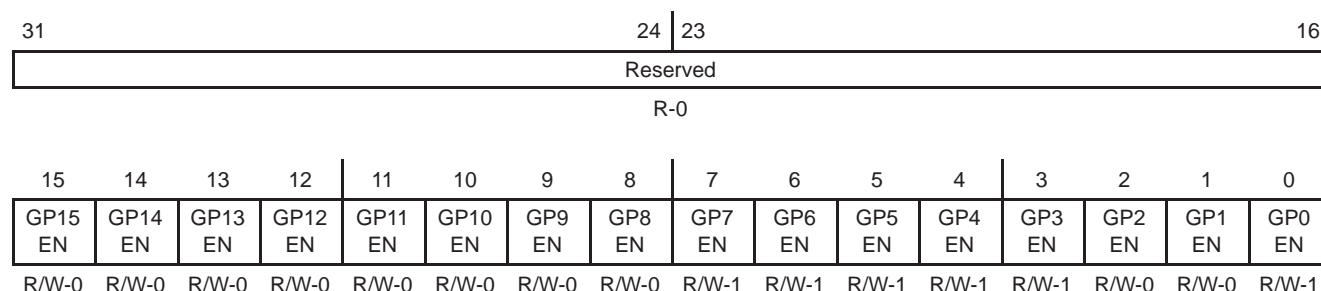 31 24 23 16
Reserved
R-0
15 14 13 12 11 10 9 8 7 6 5 4 3 2 1 0
GP15 GP14 GP13 GP12 GP11 GP10 GP9 GP8 GP7 GP6 GP5 GP4 GP3 GP2 GP1 GP0
EN EN EN EN EN EN EN EN EN EN EN EN EN EN EN EN
R/W-0 R/W-0 R/W-0 R/W-0 R/W-0 R/W-0 R/W-0 R/W-0 R/W-1 R/W-1 R/W-1 R/W-1 R/W-1 R/W-0 R/W-0 R/W-1